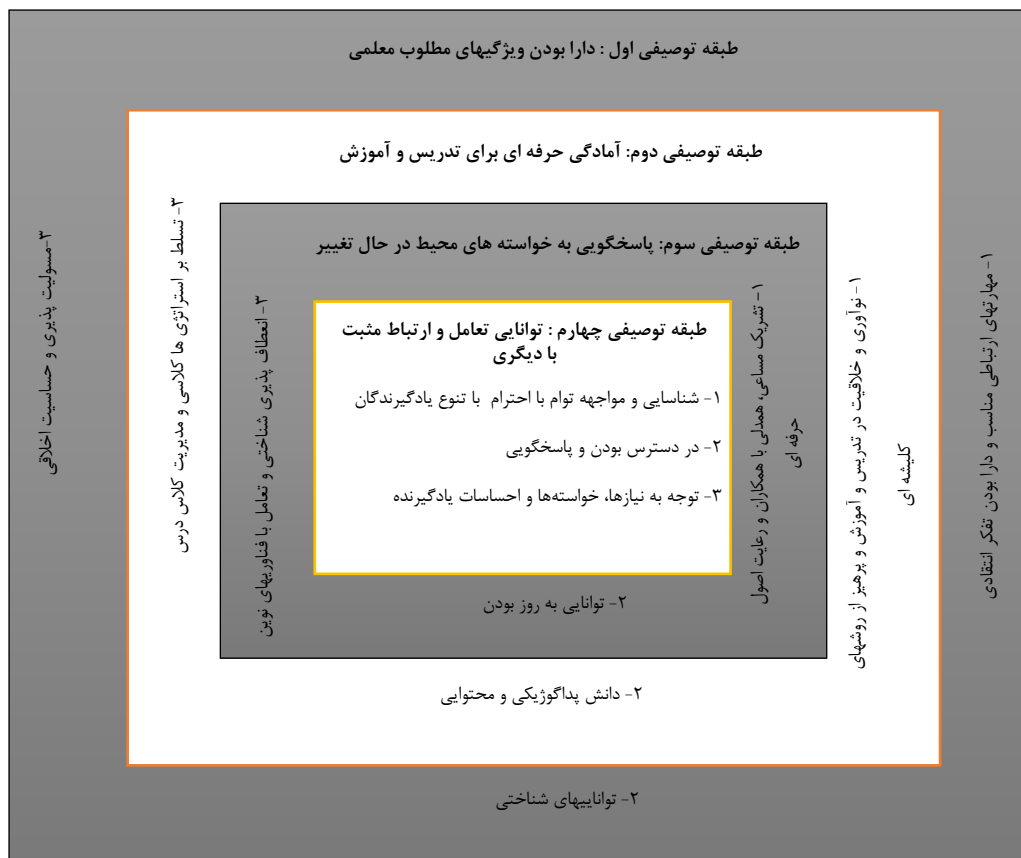 طبقه توصیفی اول : دارا بودن ویژگیهای مطلوب معلمی
۱- مهارتهای ارتباطی مناسب و دارا بودن تفکر انتقادی
۲- تواناییهای شناختی
۳-مسولیت پذیری و حساسیت اخلاقی
طبقه توصیفی دوم: آمادگی حرفه ای برای تدریس و آموزش
۱- نوآوری و خلاقیت در تدریس و آموزش و پرهیز از روشهای
کلیشه ای
۲- دانش پداگوژیکی و محتوایی
۳- تسلط بر استراتژی ها کلاسی و مدیریت کلاس درس
طبقه توصیفی سوم: پاسخگویی به خواسته های محیط در حال تغییر
۱- تشریک مساعی، همدلی با همکاران و رعایت اصول
حرفه ای
۲- توانایی به روز بودن
۳- انعطاف پذیری شناختی و تعامل با فناوریهای نوین
طبقه توصیفی چهارم : توانایی تعامل و ارتباط مثبت
با دیگری
۱- شناسایی و مواجهه توام با احترام با تنوع یادگیرندگان
۲- در دسترس بودن و پاسخگویی
۳- توجه به نیازها، خواسته‌ها و احساسات یادگیرنده